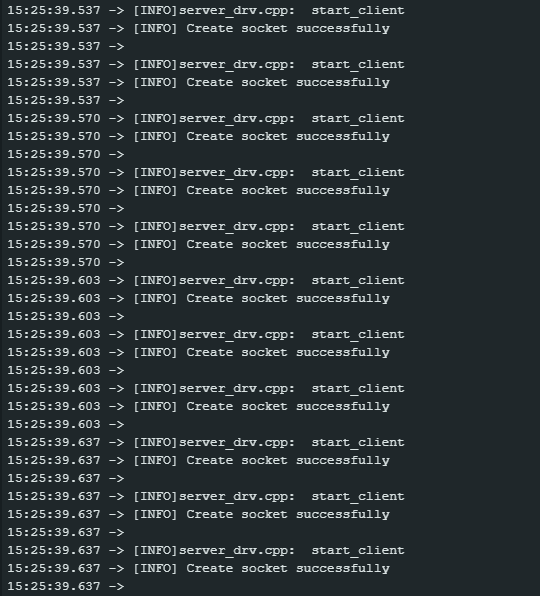 15:25:39.537 -> [INFO]server_drv.cpp:  start_client
15:25:39.537 -> [INFO] Create socket successfully
15:25:39.537 ->
15:25:39.537 -> [INFO]server_drv.cpp:  start_client
15:25:39.537 -> [INFO] Create socket successfully
15:25:39.537 ->
15:25:39.570 -> [INFO]server_drv.cpp:  start_client
15:25:39.570 -> [INFO] Create socket successfully
15:25:39.570 ->
15:25:39.570 -> [INFO]server_drv.cpp:  start_client
15:25:39.570 -> [INFO] Create socket successfully
15:25:39.570 ->
15:25:39.570 -> [INFO]server_drv.cpp:  start_client
15:25:39.570 -> [INFO] Create socket successfully
15:25:39.570 ->
15:25:39.603 -> [INFO]server_drv.cpp:  start_client
15:25:39.603 -> [INFO] Create socket successfully
15:25:39.603 ->
15:25:39.603 -> [INFO]server_drv.cpp:  start_client
15:25:39.603 -> [INFO] Create socket successfully
15:25:39.603 ->
15:25:39.603 -> [INFO]server_drv.cpp:  start_client
15:25:39.603 -> [INFO] Create socket successfully
15:25:39.603 ->
15:25:39.637 -> [INFO]server_drv.cpp:  start_client
15:25:39.637 -> [INFO] Create socket successfully
15:25:39.637 ->
15:25:39.637 -> [INFO]server_drv.cpp:  start_client
15:25:39.637 -> [INFO] Create socket successfully
15:25:39.637 ->
15:25:39.637 -> [INFO]server_drv.cpp:  start_client
15:25:39.637 -> [INFO] Create socket successfully
15:25:39.637 ->